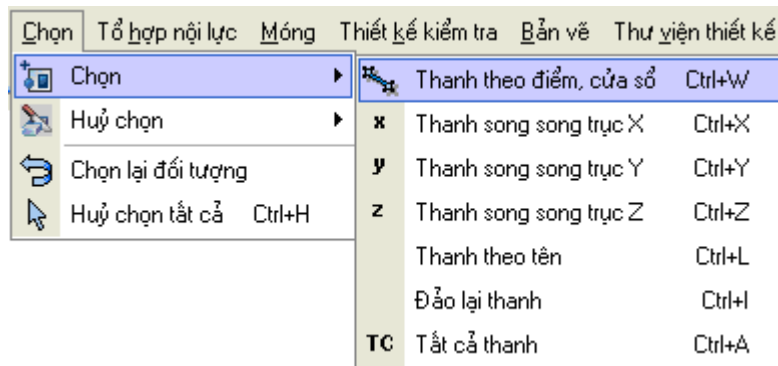 Chọn Tổ hợp nội lực Móng Thiết kế kiểm tra Bản vẽ Thư viện thiết kế
Chọn
Huỷ chọn
Chọn lại đối tượng
Huỷ chọn tất cả Ctrl+H
Thanh theo điểm, cửa sổ Ctrl+W
x Thanh song song trục X Ctrl+X
y Thanh song song trục Y Ctrl+Y
z Thanh song song trục Z Ctrl+Z
Thanh theo tên Ctrl+L
Đảo lại thanh Ctrl+I
TC Tất cả thanh Ctrl+A